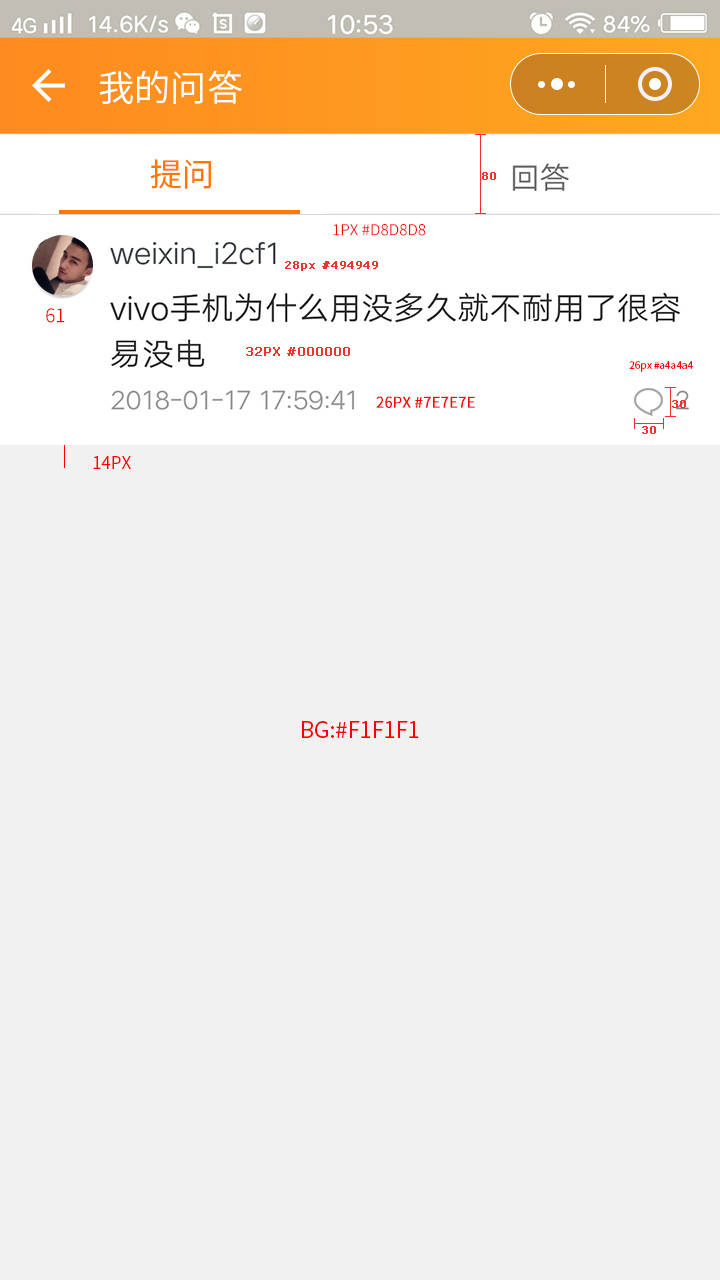 4G 14.6K/s 10:53 84%
我的问答
提问 80 回答
1PX #D8D8D8
weixin_i2cf1 28px #494949
61
vivo手机为什么用没多久就不耐用了很容
易没电 32PX #000000
26px #a4a4a4
2018-01-17 17:59:41 26PX #7E7E7E 30 2
30
14PX
BG:#F1F1F1